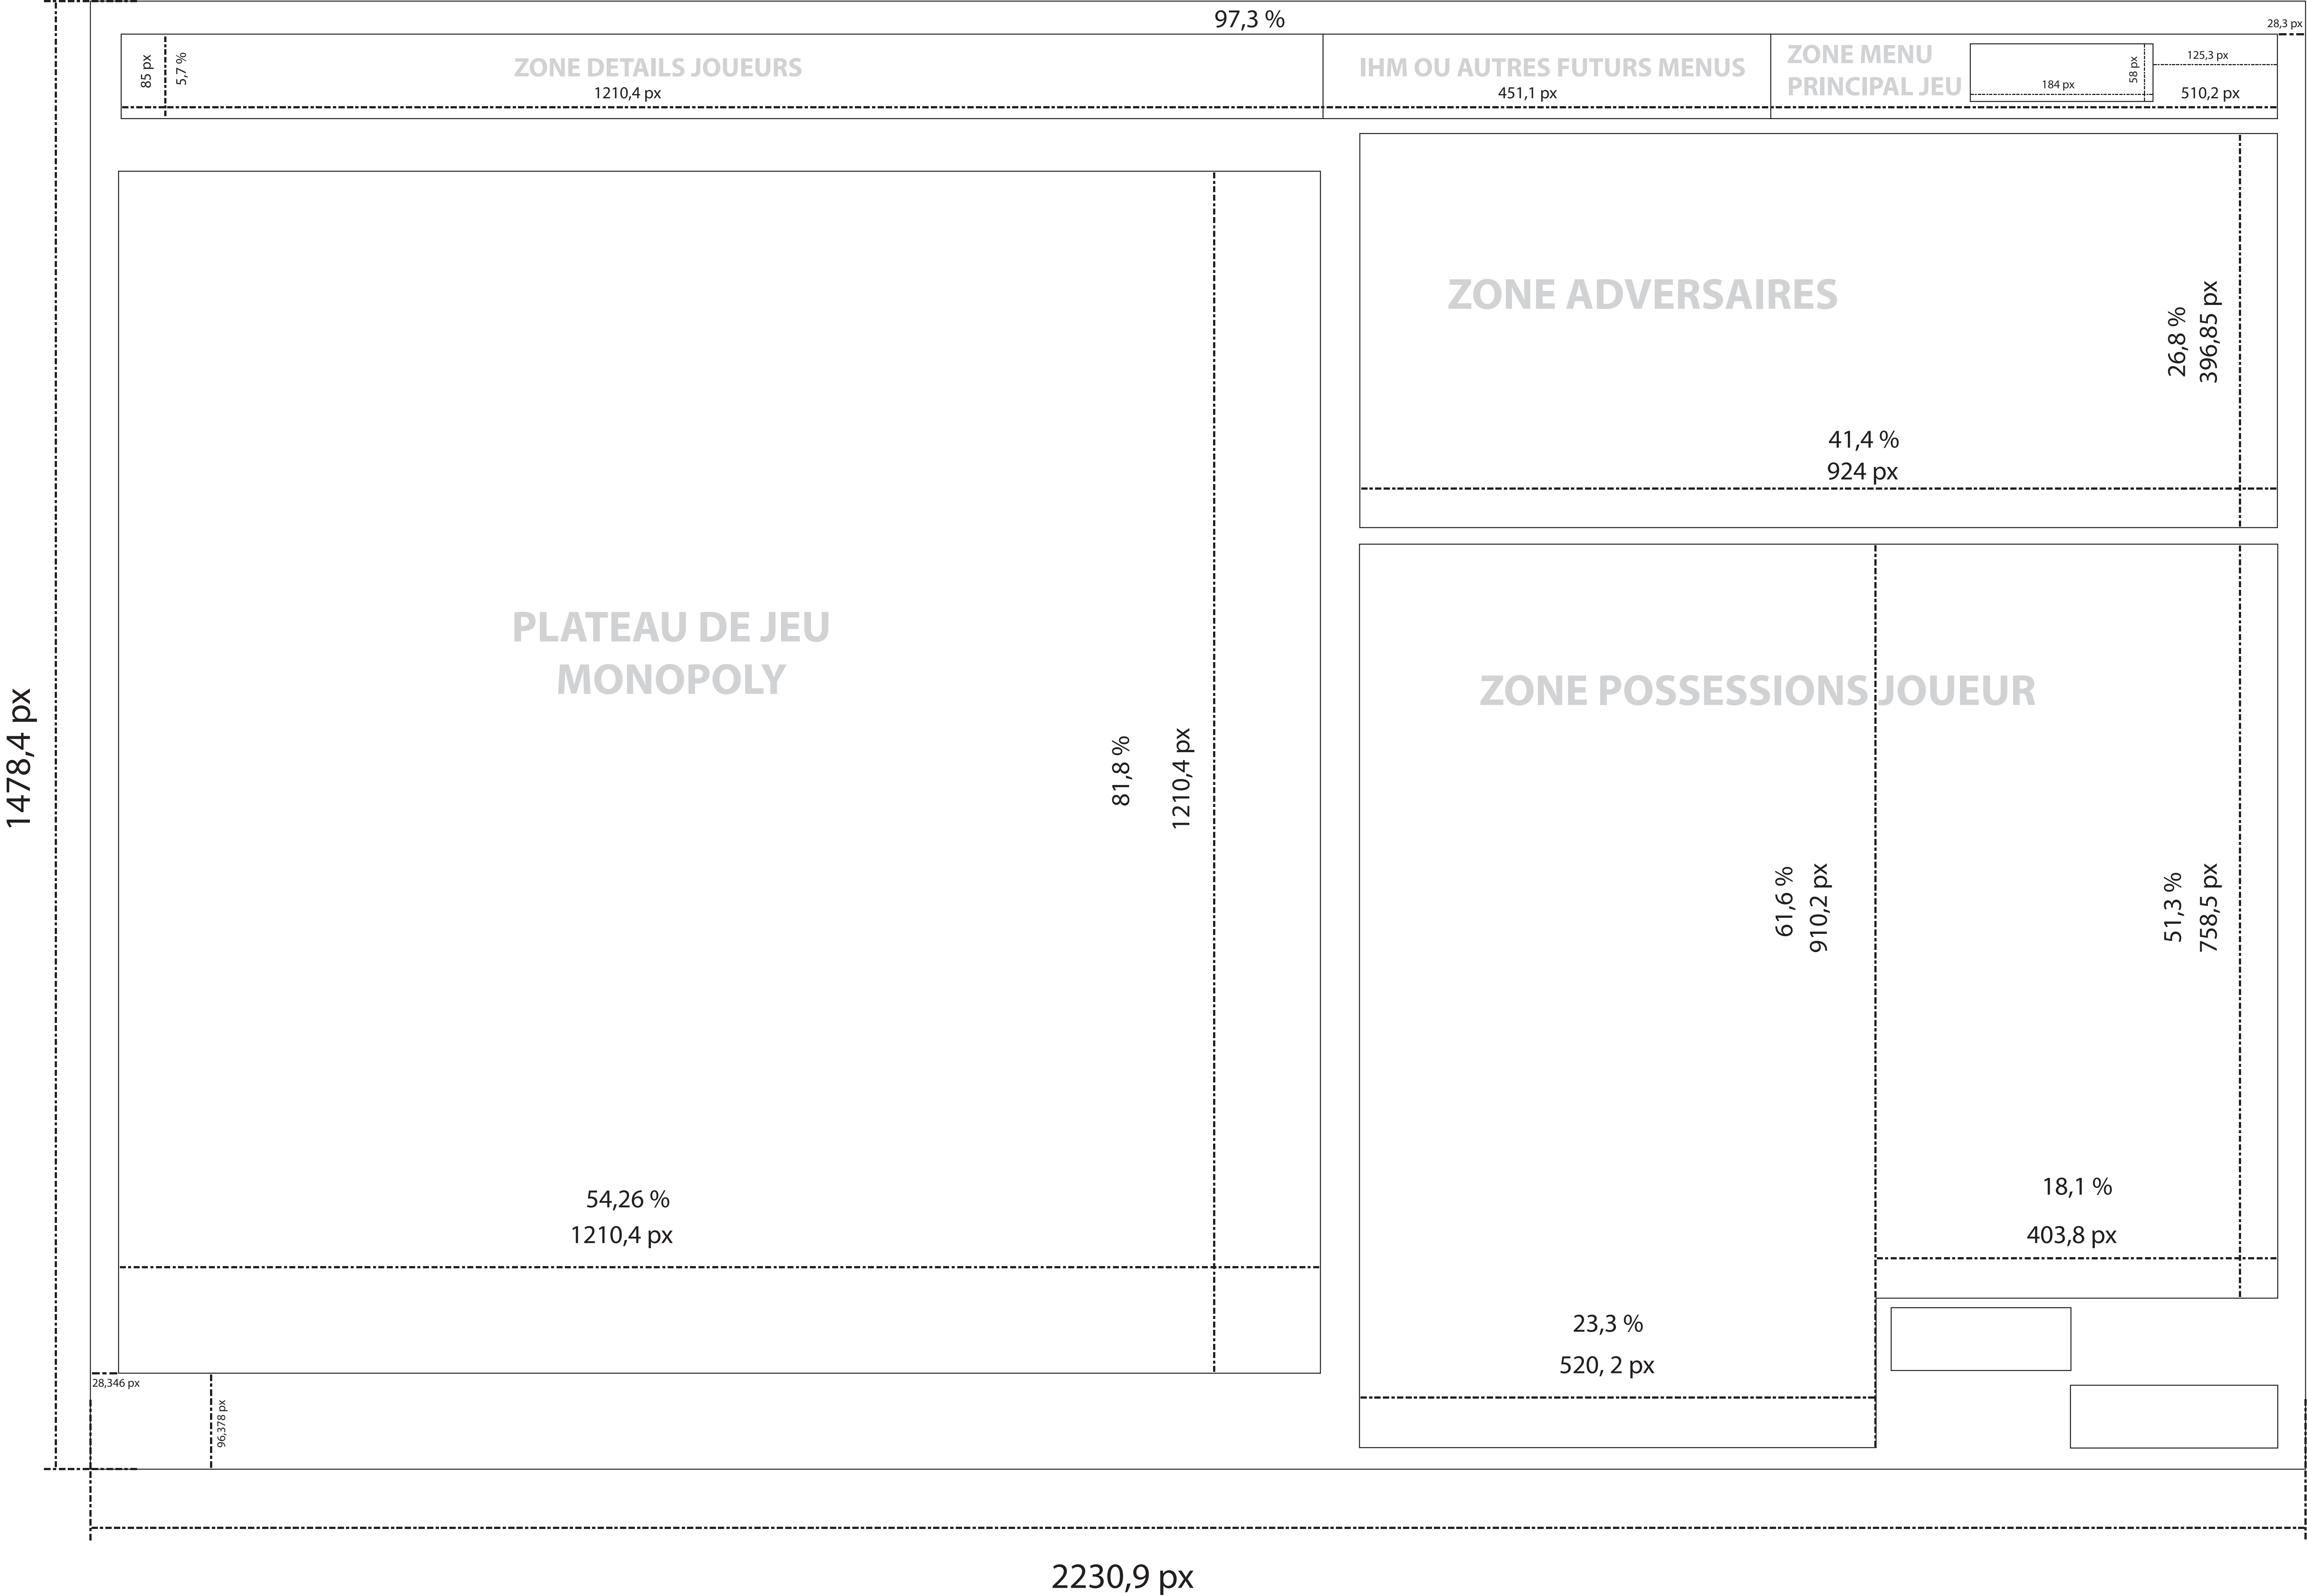 97,3 %
28,3 px
85 px
5,7 %
ZONE DETAILS JOUEURS
1210,4 px
IHM OU AUTRES FUTURS MENUS
451,1 px
ZONE MENU
PRINCIPAL JEU
184 px
58 px
125,3 px
510,2 px
ZONE ADVERSAIRES
26,8 %
396,85 px
41,4 %
924 px
PLATEAU DE JEU
MONOPOLY
81,8 %
1210,4 px
54,26 %
1210,4 px
ZONE POSSESSIONS JOUEUR
61,6 %
910,2 px
51,3 %
758,5 px
18,1 %
403,8 px
23,3 %
520, 2 px
28,346 px
96,378 px
1478,4 px
2230,9 px